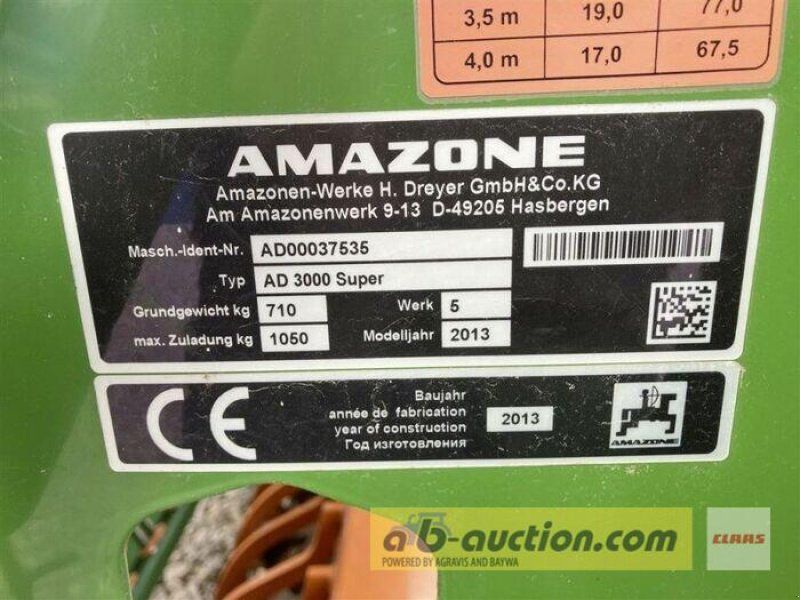 3,5 m 19,0 77,0
4,0 m 17,0 67,5
AMAZONE
Amazonen-Werke H. Dreyer GmbH&Co.KG
Am Amazonenwerk 9-13 D-49205 Hasbergen
Masch.-Ident-Nr. AD00037535
Typ AD 3000 Super
Grundgewicht kg 710 Werk 5
max. Zuladung kg 1050 Modelljahr 2013
CE
Baujahr
année de fabrication
year of construction
Год изготовления
2013
AMAZONE
ab-auction.com
POWERED BY AGRAVIS AND BAYWA
CLAAS